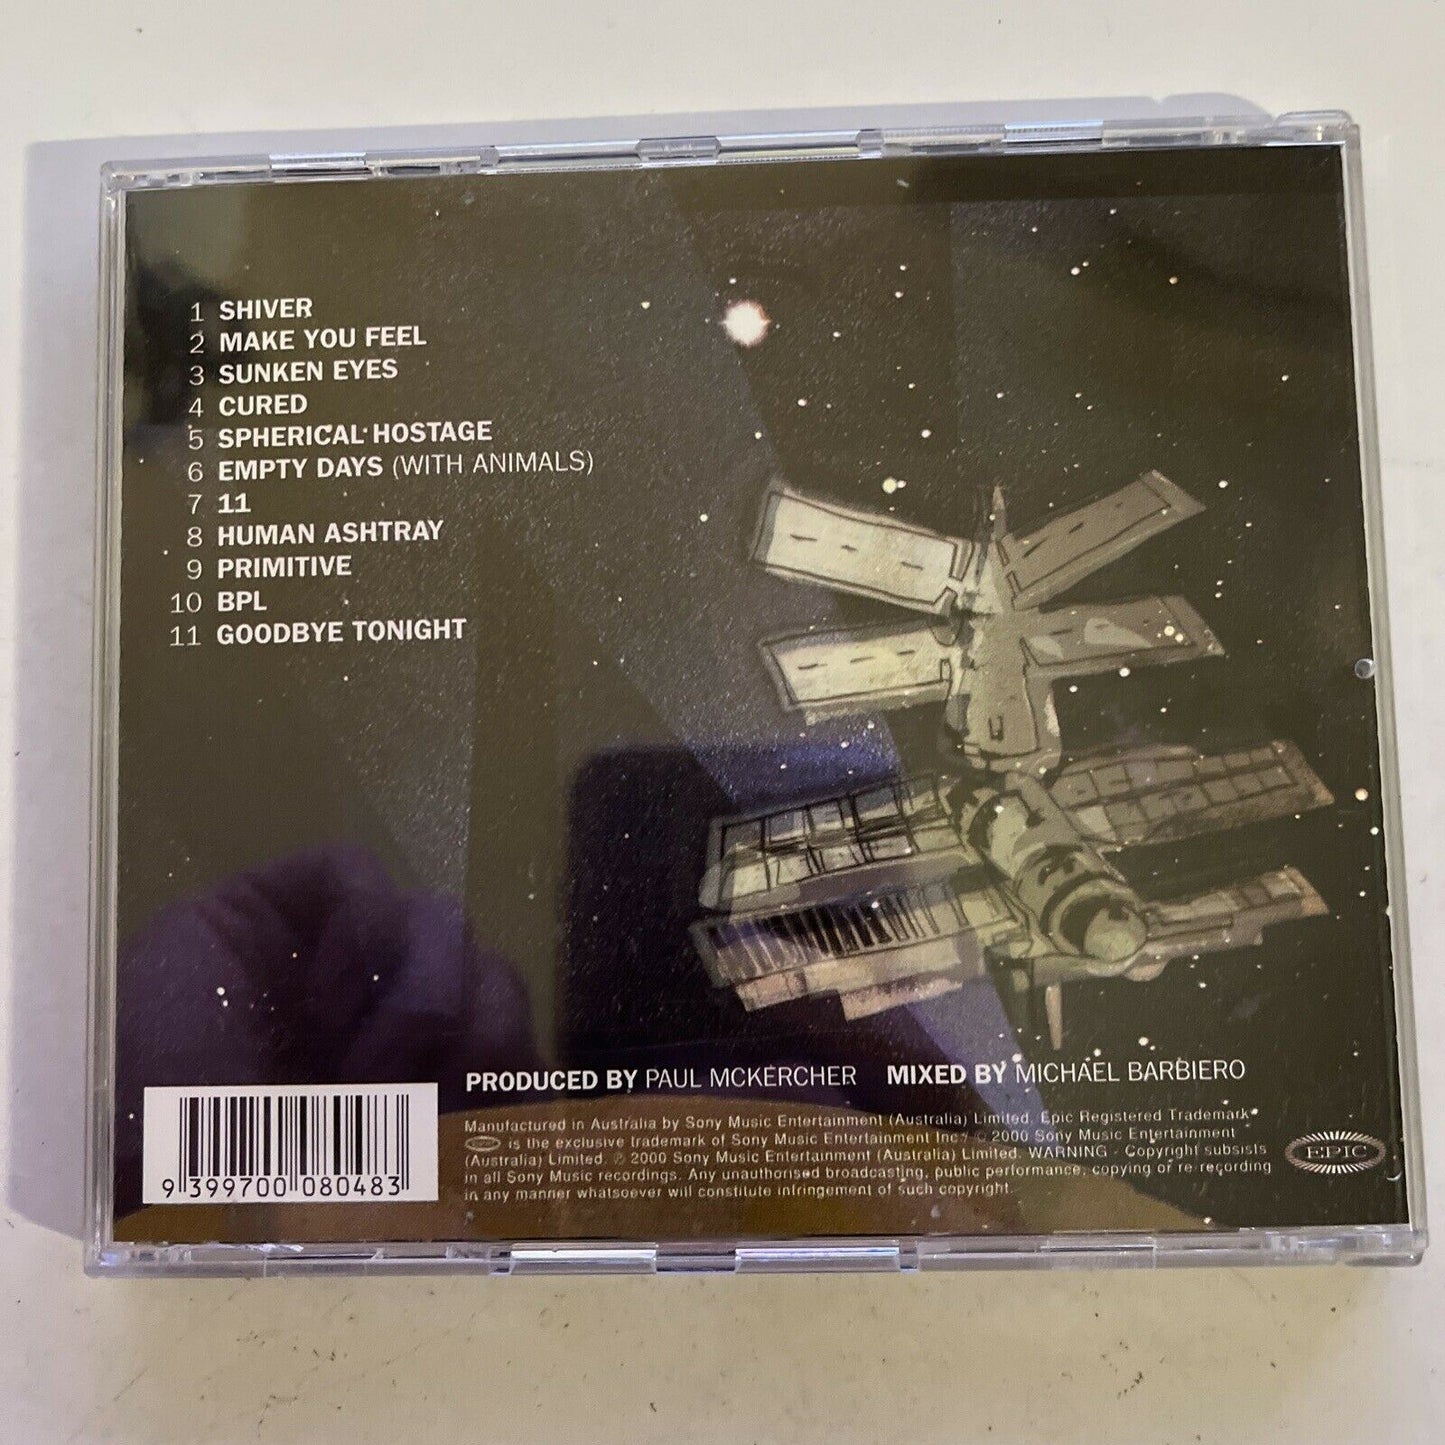 1 SHIVER
2 MAKE YOU FEEL
3 SUNKEN EYES
4 CURED
5 SPHERICAL HOSTAGE
6 EMPTY DAYS (WITH ANIMALS)
7 11
8 HUMAN ASHTRAY
9 PRIMITIVE
10 BPL
11 GOODBYE TONIGHT
PRODUCED BY PAUL MCKERCHER MIXED BY MICHAEL BARBIERO
Manufactured in Australia by Sony Music Entertainment (Australia) Limited. Epic Registered Trademark
is the exclusive trademark of Sony Music Entertainment Inc. © 2000 Sony Music Entertainment
(Australia) Limited. ℗ 2000 Sony Music Entertainment (Australia) Limited. WARNING - Copyright subsists
in all Sony Music recordings. Any unauthorised broadcasting, public performance, copying or re-recording
in any manner whatsoever will constitute infringement of such copyright.
EPIC
9 399700 080483